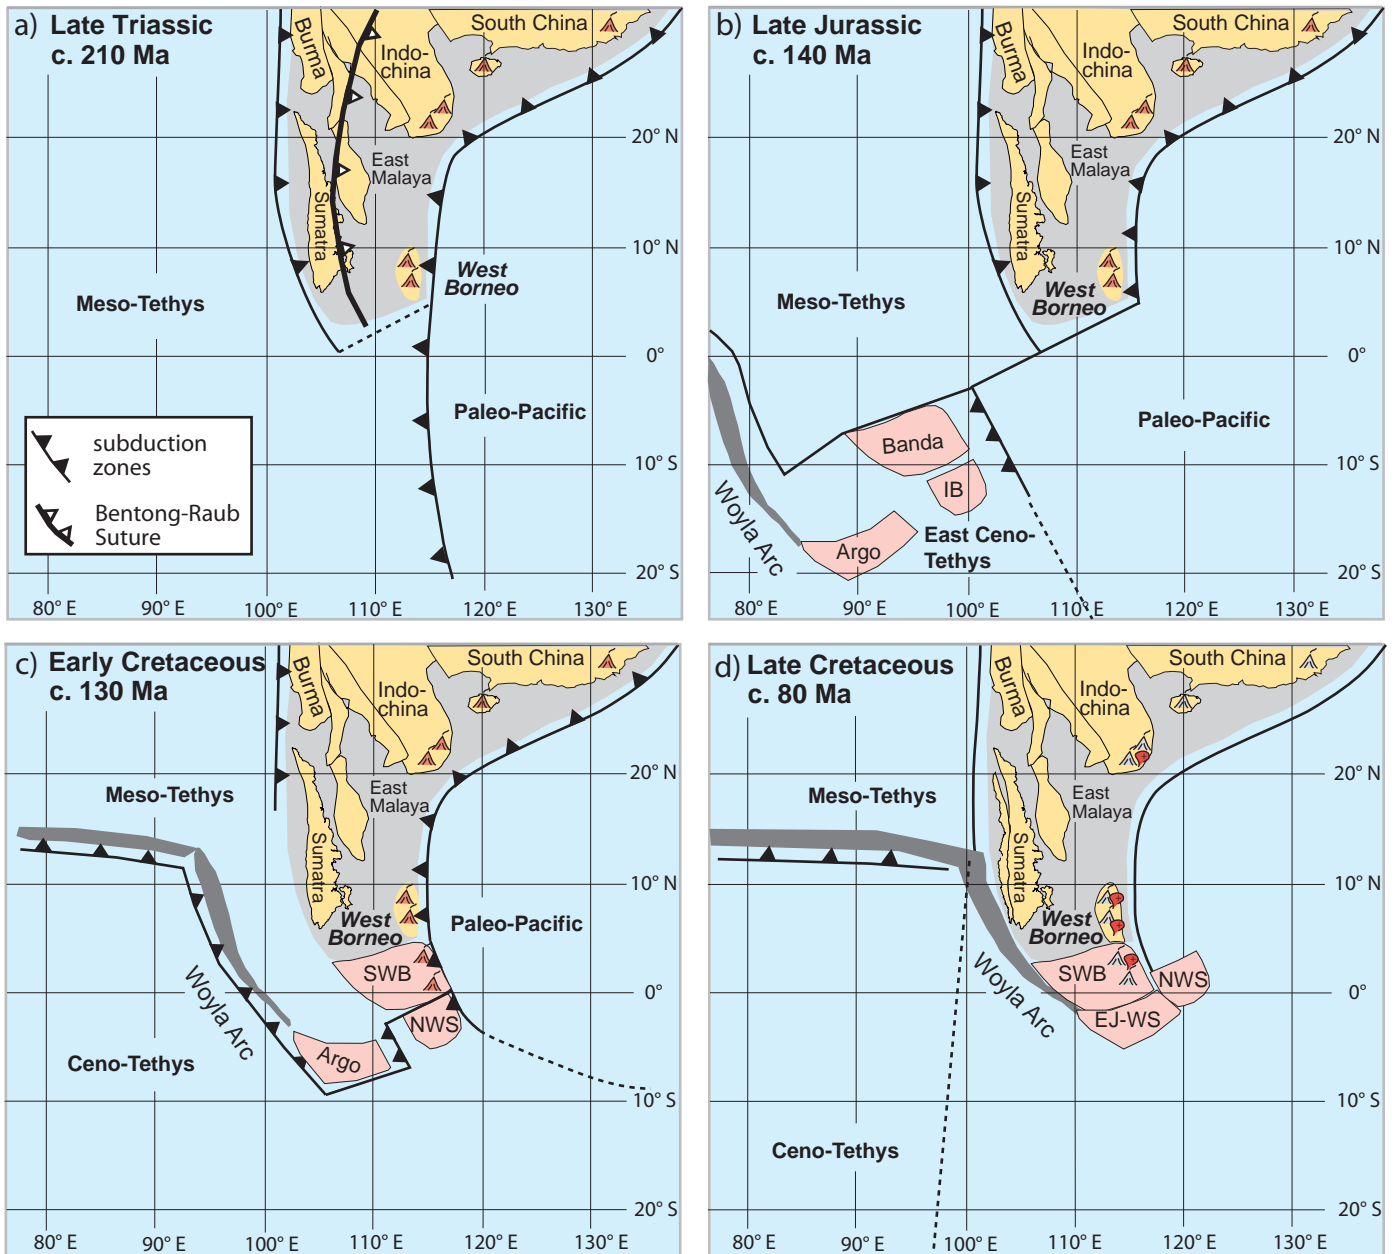 a) Late Triassic
c. 210 Ma
South China
Burma
Indo-
china
20° N
East
Malaya
Sumatra
10° N
West
Borneo
Meso-Tethys
0°
Paleo-Pacific
subduction
zones
10° S
Bentong-Raub
Suture
20° S
80° E
90° E
100° E
110° E
120° E
130° E
b) Late Jurassic
c. 140 Ma
South China
Burma
Indo-
china
20° N
East
Malaya
Sumatra
10° N
West
Borneo
Meso-Tethys
0°
Paleo-Pacific
Banda
10° S
IB
Woyla Arc
East Ceno-
Tethys
Argo
20° S
80° E
90° E
100° E
110° E
120° E
130° E
c) Early Cretaceous
c. 130 Ma
South China
Burma
Indo-
china
20° N
Meso-Tethys
East
Malaya
Sumatra
10° N
West
Borneo
Paleo-Pacific
SWB
0°
Woyla Arc
NWS
Argo
Ceno-Tethys
10° S
20° S
80° E
90° E
100° E
110° E
120° E
130° E
d) Late Cretaceous
c. 80 Ma
South China
Burma
Indo-
china
20° N
Meso-Tethys
East
Malaya
Sumatra
10° N
West
Borneo
SWB
NWS
0°
Woyla Arc
EJ-WS
10° S
Ceno-Tethys
20° S
80° E
90° E
100° E
110° E
120° E
130° E